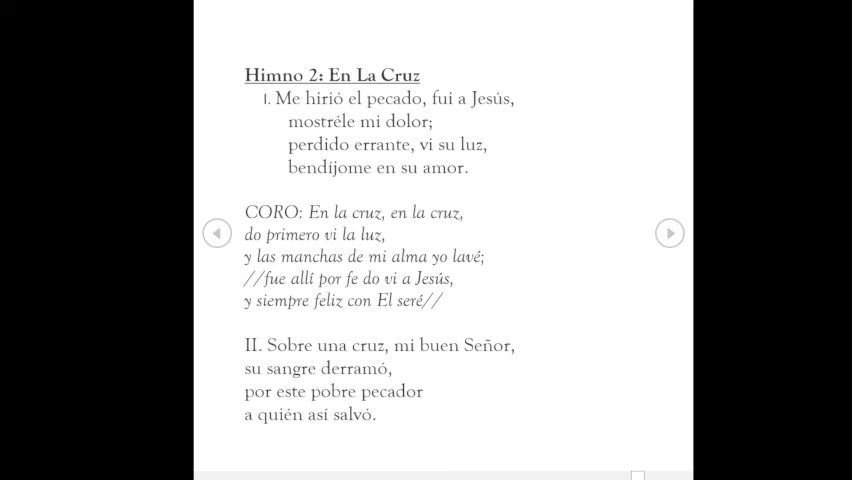 Himno 2: En La Cruz
I. Me hirió el pecado, fui a Jesús,
mostréle mi dolor;
perdido errante, vi su luz,
bendíjome en su amor.
CORO: En la cruz, en la cruz,
do primero vi la luz,
y las manchas de mi alma yo lavé;
//fue allí por fe do vi a Jesús,
y siempre feliz con El seré//
II. Sobre una cruz, mi buen Señor,
su sangre derramó,
por este pobre pecador
a quién así salvó.